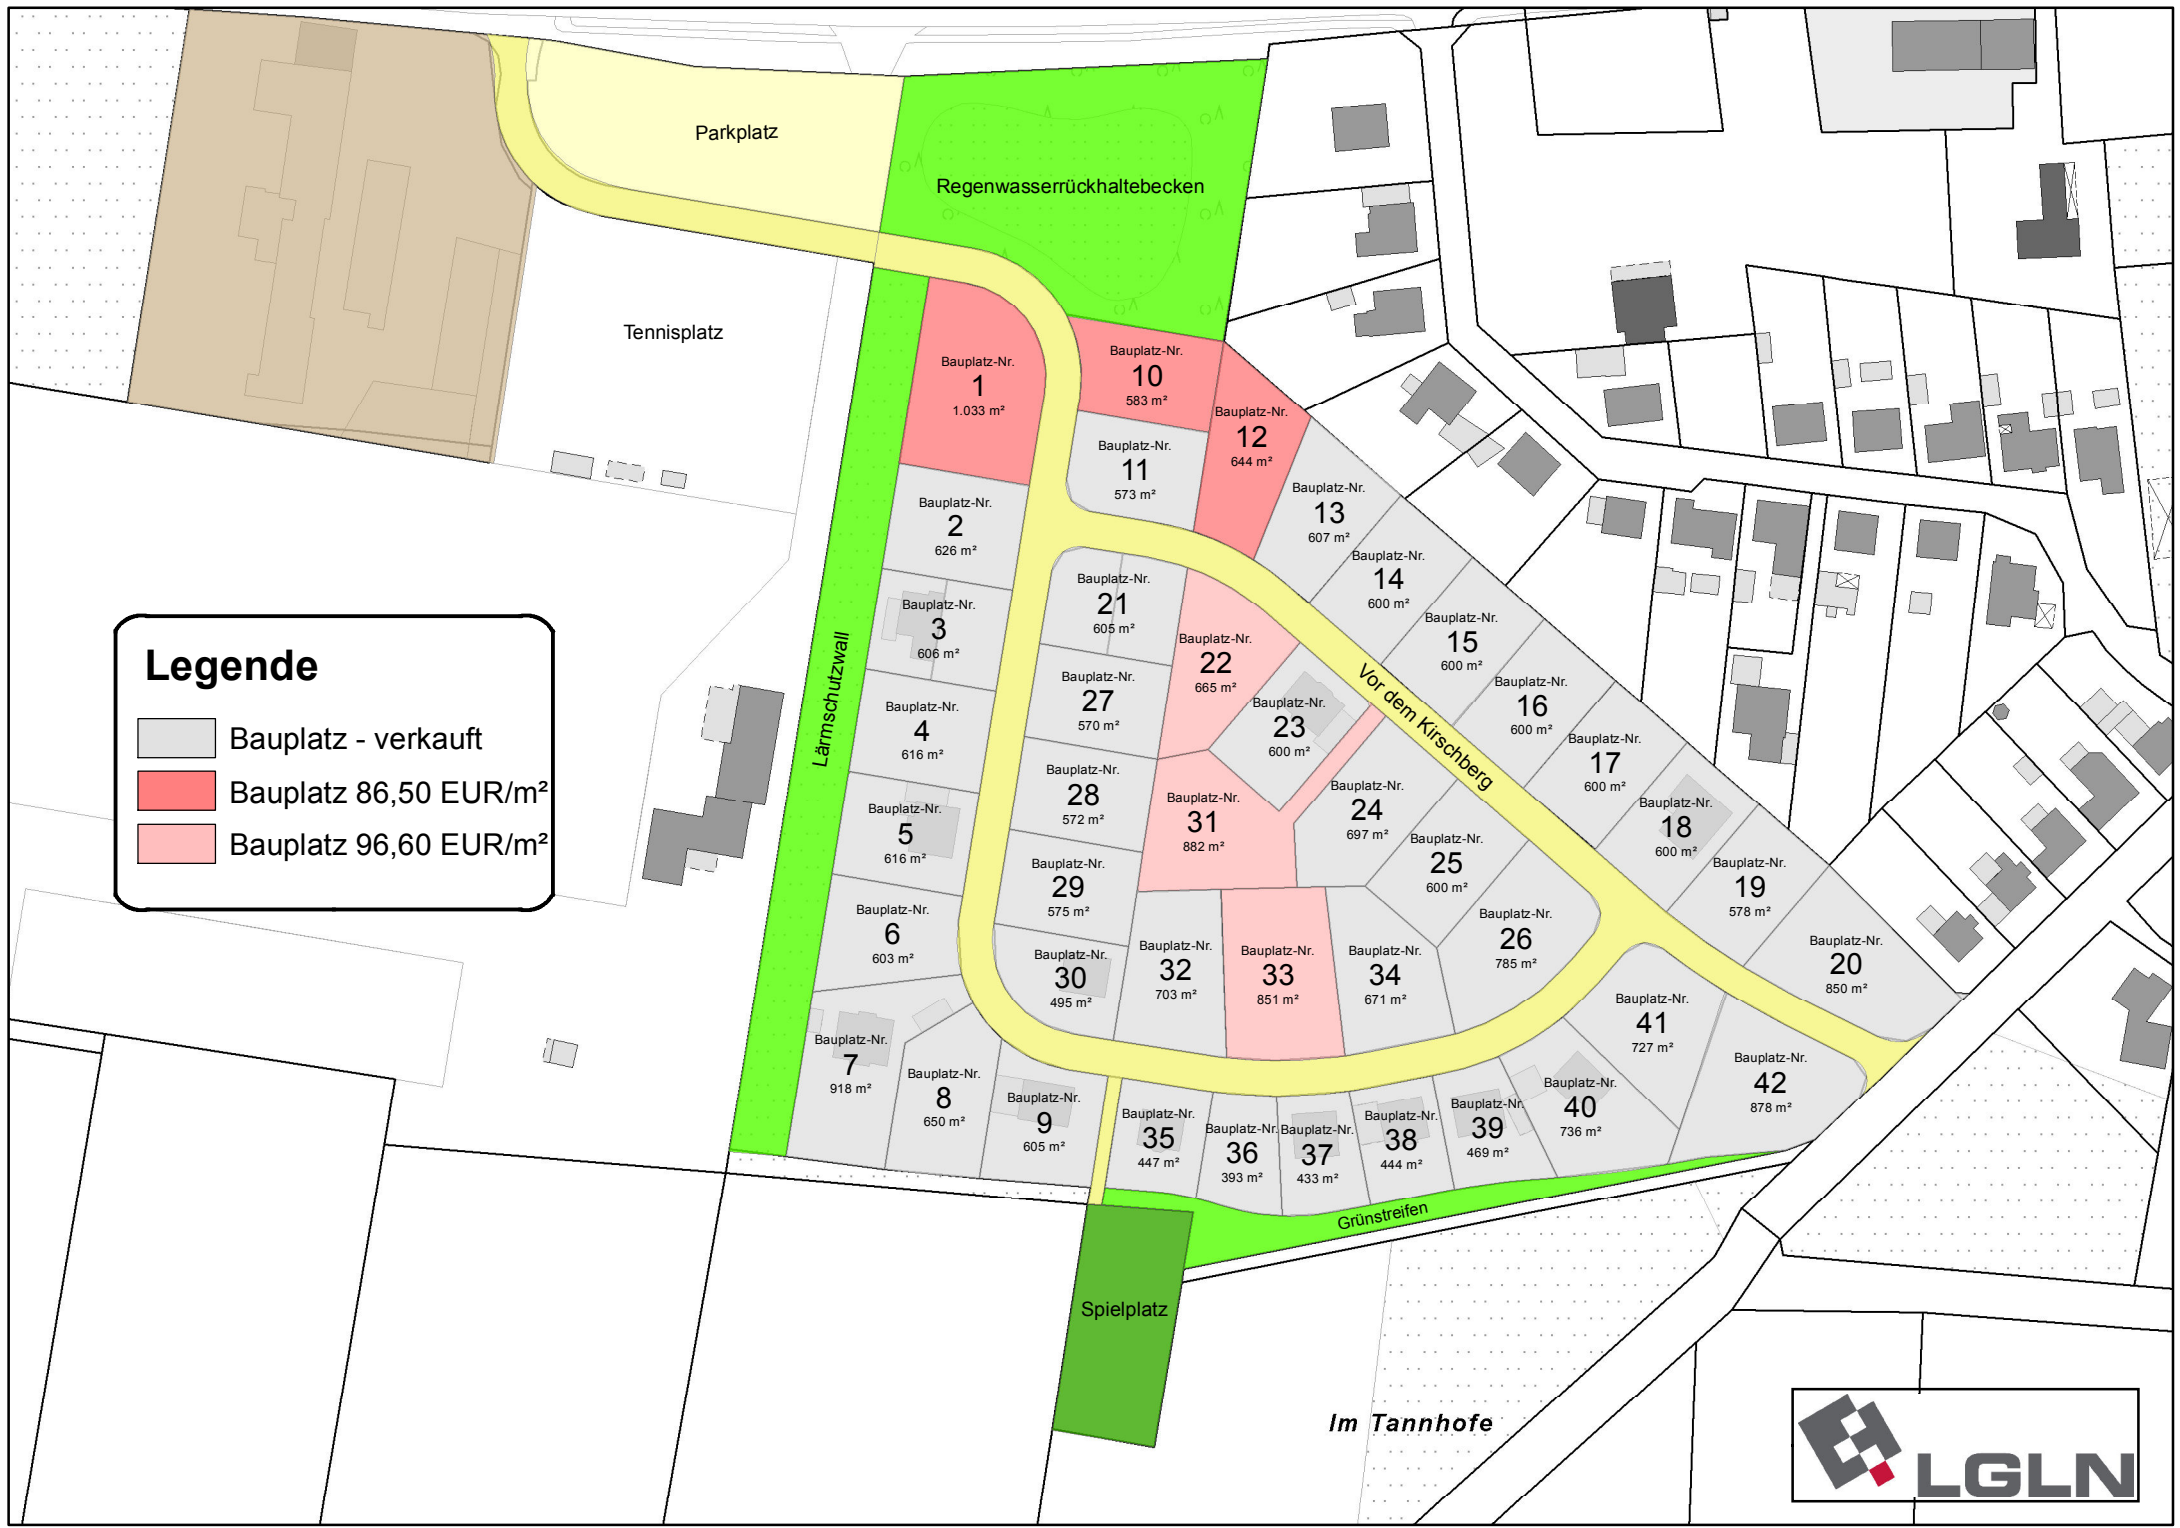 Parkplatz
Regenwasserrückhaltebecken
Tennisplatz
Lärmschutzwall
Vor dem Kirschberg
Grünstreifen
Spielplatz
Im Tannhofe
Legende
Bauplatz - verkauft
Bauplatz 86,50 EUR/m²
Bauplatz 96,60 EUR/m²
Bauplatz-Nr.
1
1.033 m²
Bauplatz-Nr.
2
626 m²
Bauplatz-Nr.
3
606 m²
Bauplatz-Nr.
4
616 m²
Bauplatz-Nr.
5
616 m²
Bauplatz-Nr.
6
603 m²
Bauplatz-Nr.
7
918 m²
Bauplatz-Nr.
8
650 m²
Bauplatz-Nr.
9
605 m²
Bauplatz-Nr.
10
583 m²
Bauplatz-Nr.
11
573 m²
Bauplatz-Nr.
12
644 m²
Bauplatz-Nr.
13
607 m²
Bauplatz-Nr.
14
600 m²
Bauplatz-Nr.
15
600 m²
Bauplatz-Nr.
16
600 m²
Bauplatz-Nr.
17
600 m²
Bauplatz-Nr.
18
600 m²
Bauplatz-Nr.
19
578 m²
Bauplatz-Nr.
20
850 m²
Bauplatz-Nr.
21
605 m²
Bauplatz-Nr.
22
665 m²
Bauplatz-Nr.
23
600 m²
Bauplatz-Nr.
24
697 m²
Bauplatz-Nr.
25
600 m²
Bauplatz-Nr.
26
785 m²
Bauplatz-Nr.
27
570 m²
Bauplatz-Nr.
28
572 m²
Bauplatz-Nr.
29
575 m²
Bauplatz-Nr.
30
495 m²
Bauplatz-Nr.
31
882 m²
Bauplatz-Nr.
32
703 m²
Bauplatz-Nr.
33
851 m²
Bauplatz-Nr.
34
671 m²
Bauplatz-Nr.
35
447 m²
Bauplatz-Nr.
36
393 m²
Bauplatz-Nr.
37
433 m²
Bauplatz-Nr.
38
444 m²
Bauplatz-Nr.
39
469 m²
Bauplatz-Nr.
40
736 m²
Bauplatz-Nr.
41
727 m²
Bauplatz-Nr.
42
878 m²
LGLN